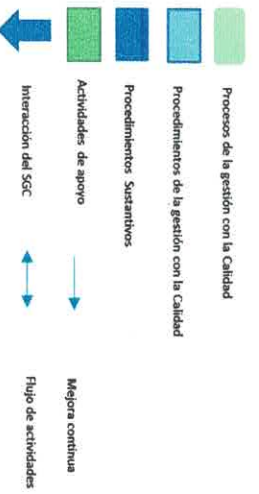 Procesos de la gestión con la Calidad
Procedimientos de la gestión con la Calidad
Procedimientos Sustantivos
Actividades de apoyo
Mejora continua
Interacción del SGC
Flujo de actividades